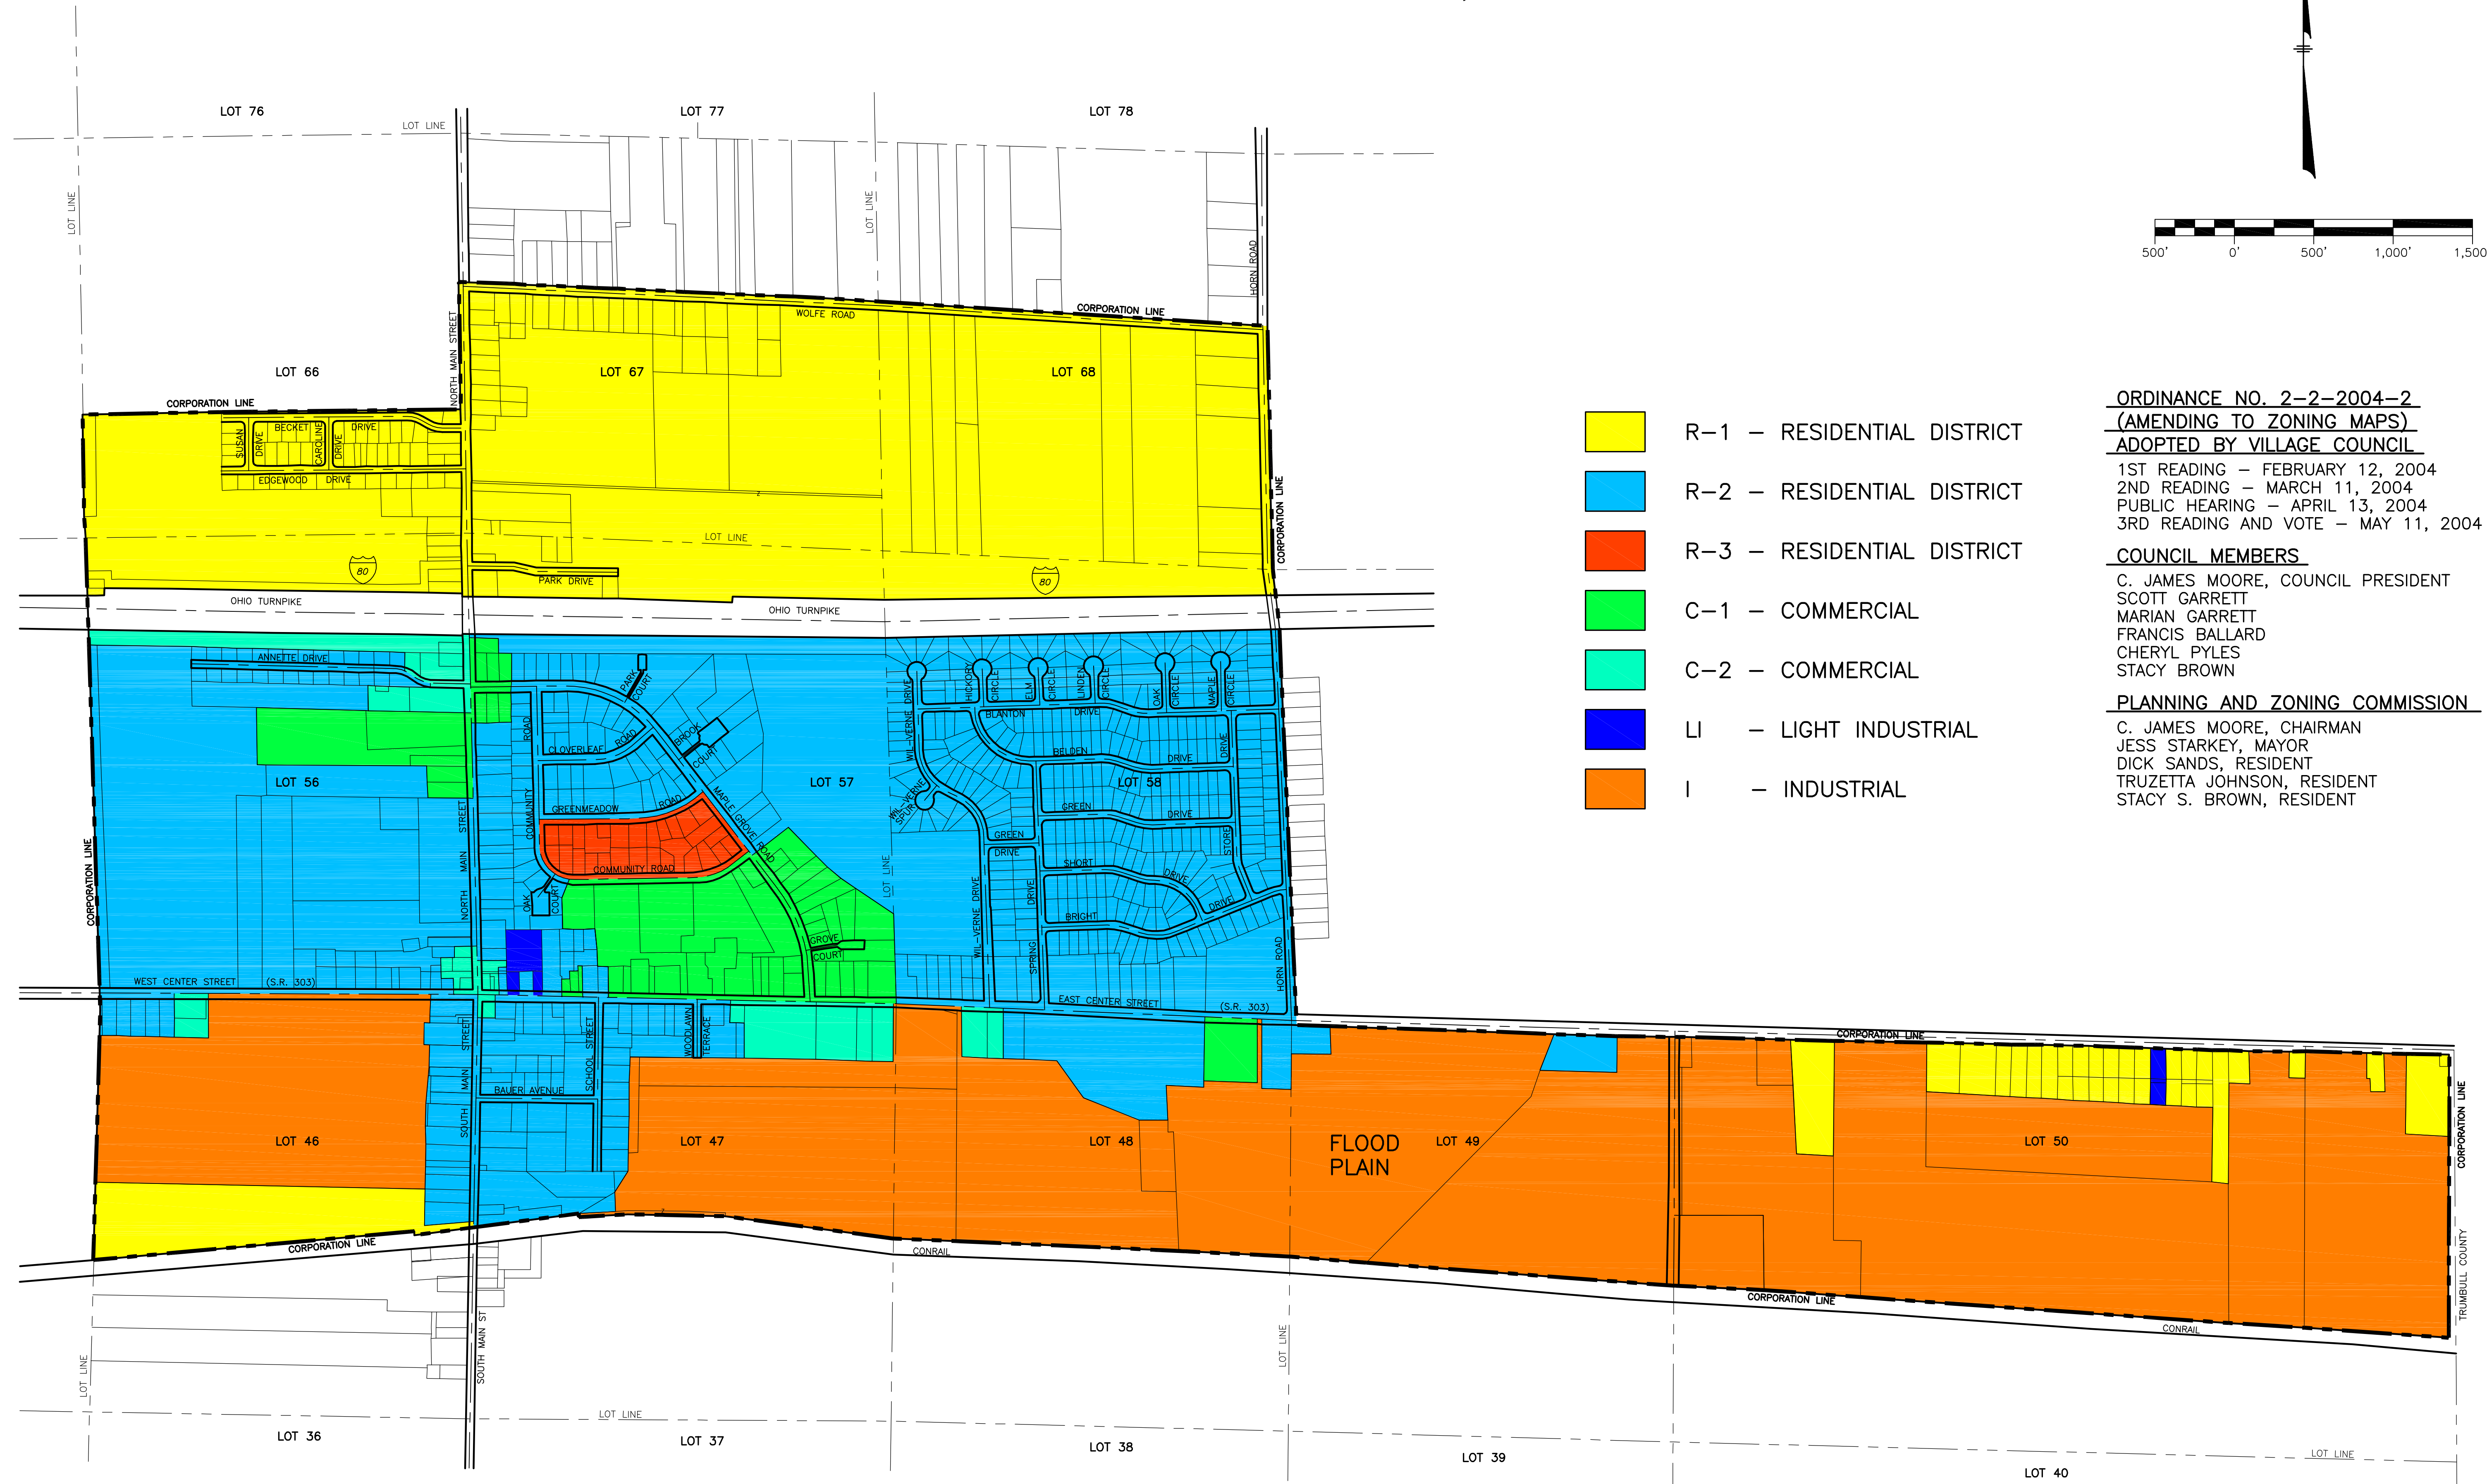 LOT 76
LOT 77
LOT 78
LOT LINE
LOT LINE
LOT LINE
HORN ROAD
500'
0'
500'
1,000'
1,500
CORPORATION LINE
WOLFE ROAD
NORTH MAIN STREET
LOT 66
LOT 67
LOT 68
CORPORATION LINE
BECKET DRIVE
SUSAN DRIVE
CAROLINE DRIVE
EDGEWOOD DRIVE
CORPORATION LINE
LOT LINE
80
80
PARK DRIVE
OHIO TURNPIKE
OHIO TURNPIKE
R-1 - RESIDENTIAL DISTRICT
R-2 - RESIDENTIAL DISTRICT
R-3 - RESIDENTIAL DISTRICT
C-1 - COMMERCIAL
C-2 - COMMERCIAL
LI - LIGHT INDUSTRIAL
I - INDUSTRIAL
ORDINANCE NO. 2-2-2004-2
(AMENDING TO ZONING MAPS)
ADOPTED BY VILLAGE COUNCIL
1ST READING - FEBRUARY 12, 2004
2ND READING - MARCH 11, 2004
PUBLIC HEARING - APRIL 13, 2004
3RD READING AND VOTE - MAY 11, 2004
COUNCIL MEMBERS
C. JAMES MOORE, COUNCIL PRESIDENT
SCOTT GARRETT
MARIAN GARRETT
FRANCIS BALLARD
CHERYL PYLES
STACY BROWN
PLANNING AND ZONING COMMISSION
C. JAMES MOORE, CHAIRMAN
JESS STARKEY, MAYOR
DICK SANDS, RESIDENT
TRUZETTA JOHNSON, RESIDENT
STACY S. BROWN, RESIDENT
ANNETTE DRIVE
PARK COURT
BROOK COURT
CLOVERLEAF ROAD
COMMUNITY ROAD
GREENMEADOW ROAD
MAPLE GROVE ROAD
COMMUNITY ROAD
OAK COURT
GROVE COURT
LOT 56
LOT 57
LOT 58
NORTH MAIN STREET
CORPORATION LINE
LOT LINE
WIL-VERNE DRIVE
HICKORY CIRCLE
ELM CIRCLE
LINDEN CIRCLE
OAK CIRCLE
MAPLE CIRCLE
BLANTON DRIVE
BELDEN DRIVE
WIL-VERNE SPUR
GREEN DRIVE
GREEN DRIVE
SHORT DRIVE
STORE DRIVE
BRIGHT DRIVE
WIL-VERNE DRIVE
SPRING DRIVE
HORN ROAD
WEST CENTER STREET (S.R. 303)
EAST CENTER STREET (S.R. 303)
SOUTH MAIN STREET
SCHOOL STREET
WOODLAWN TERRACE
BAUER AVENUE
CORPORATION LINE
LOT 46
LOT 47
LOT 48
FLOOD
PLAIN
LOT 49
LOT 50
CORPORATION LINE
TRUMBULL COUNTY
CORPORATION LINE
CONRAIL
CORPORATION LINE
CONRAIL
SOUTH MAIN ST
LOT LINE
LOT LINE
LOT LINE
LOT LINE
LOT 36
LOT 37
LOT 38
LOT 39
LOT 40